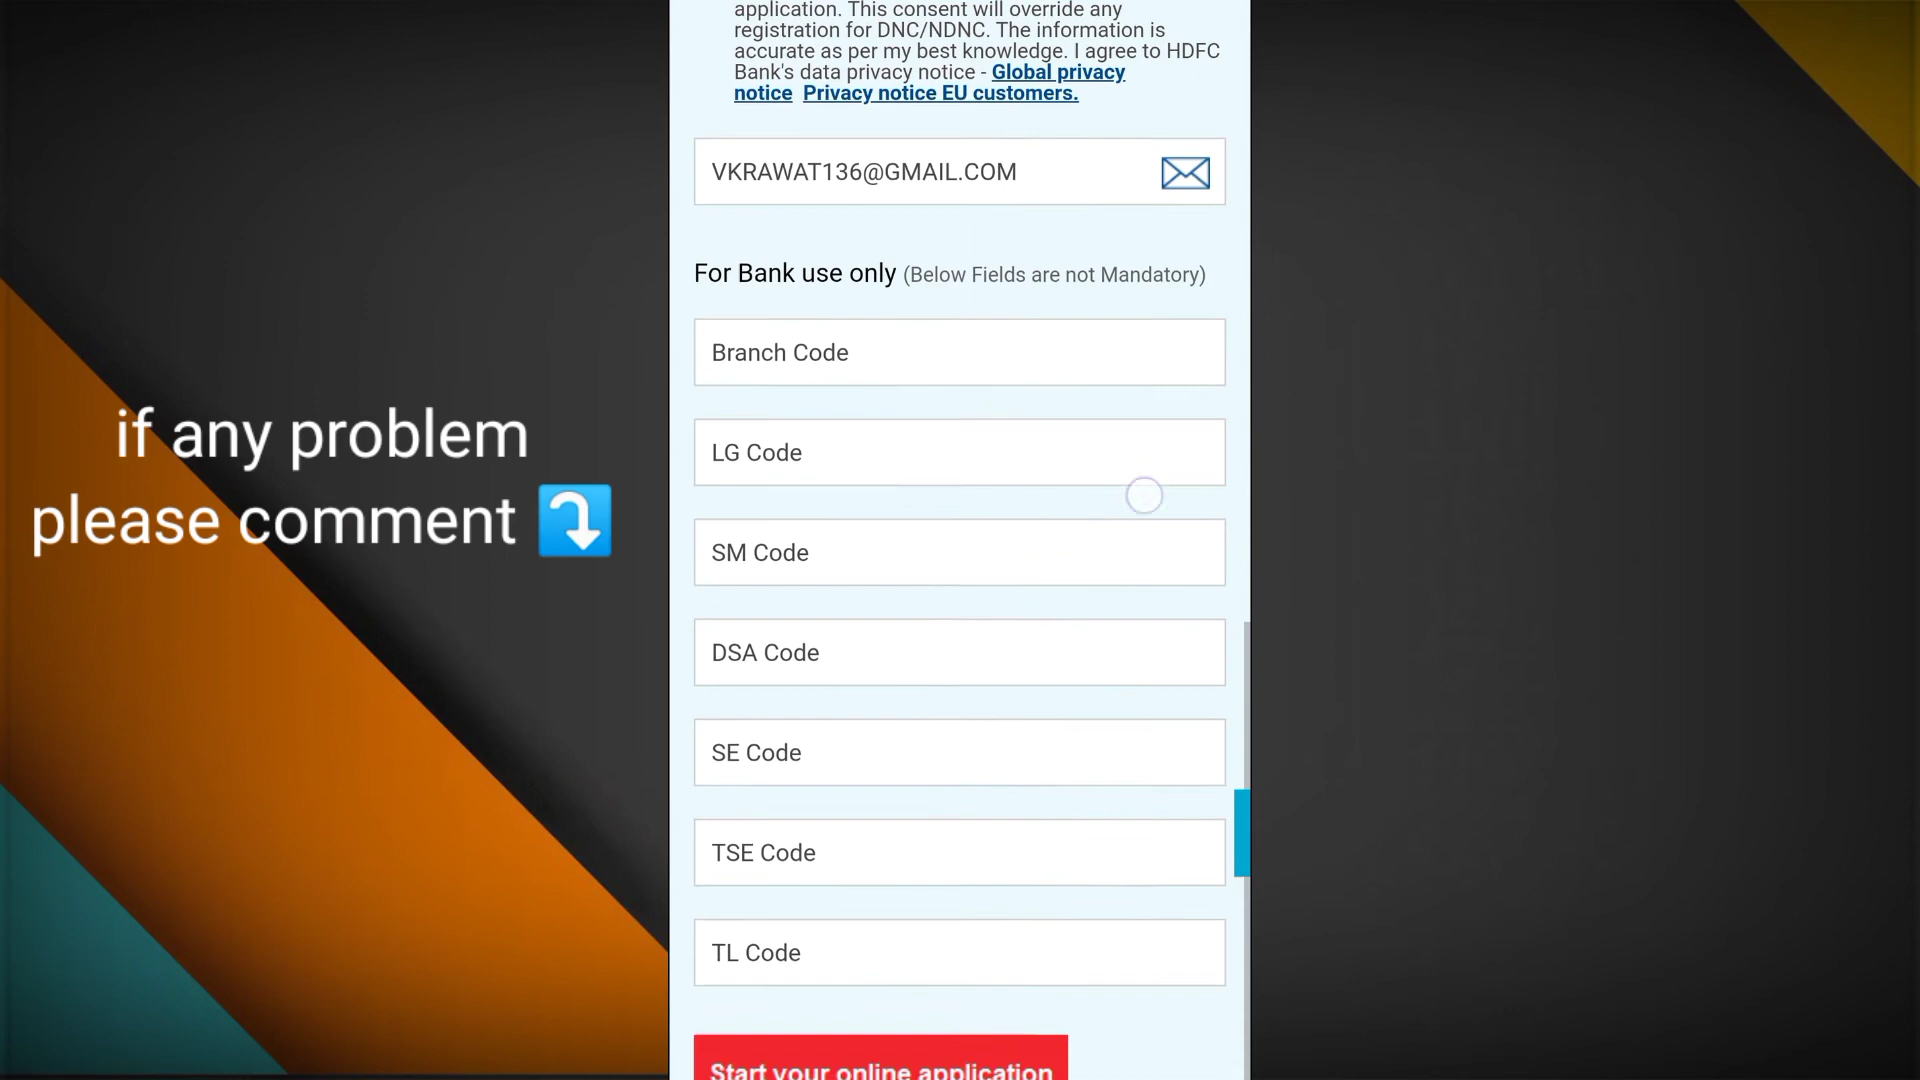 application. This consent will override any
registration for DNC/NDNC. The information is
accurate as per my best knowledge. I agree to HDFC
Bank's data privacy notice - Global privacy
notice Privacy notice EU customers.
VKRAWAT136@GMAIL.COM
For Bank use only (Below Fields are not Mandatory)
Branch Code
LG Code
SM Code
DSA Code
SE Code
TSE Code
TL Code
Start your online application
if any problem
please comment ⤵️